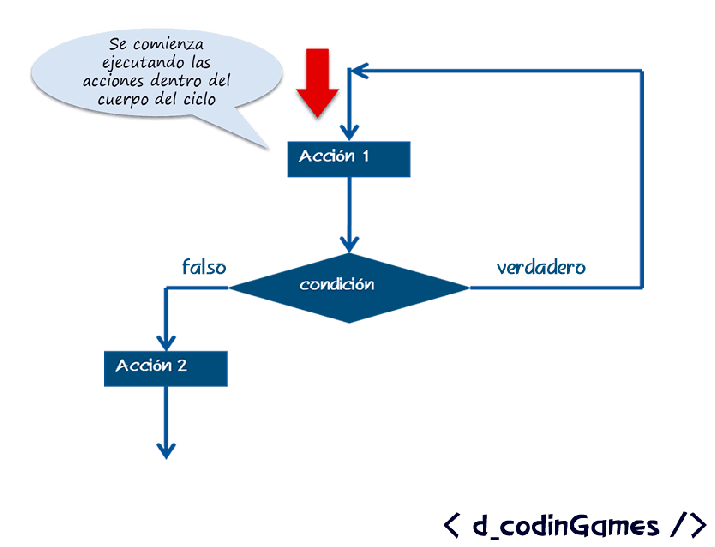 Se comienza
ejecutando las
acciones dentro del
cuerpo del ciclo
Acción 1
falso
verdadero
condición
Acción 2
< d_codinGames />